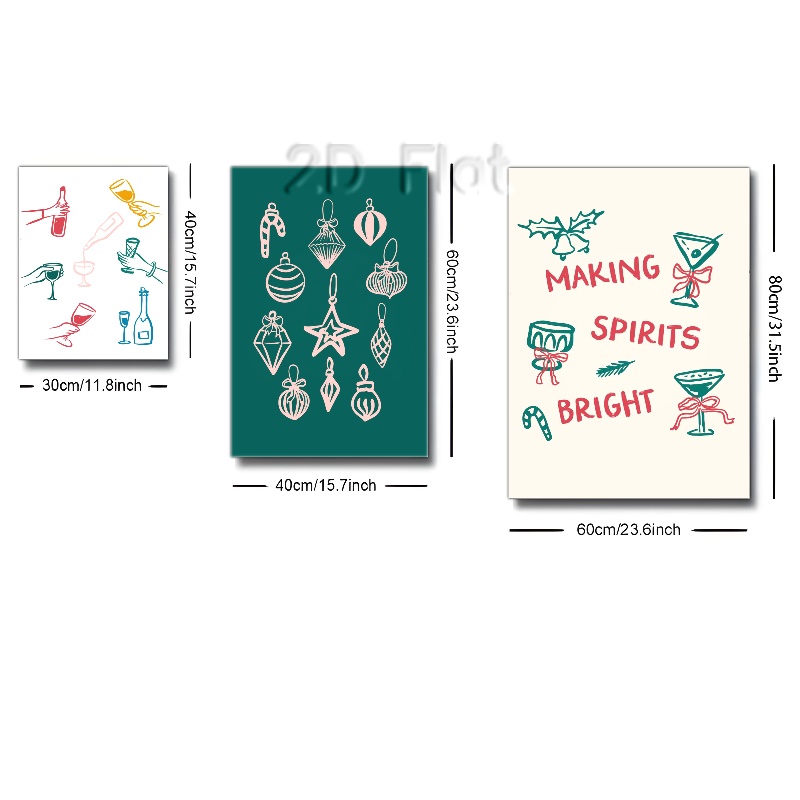 2D Flat
40cm/15.7inch
30cm/11.8inch
60cm/23.6inch
40cm/15.7inch
MAKING
SPIRITS
BRIGHT
80cm/31.5inch
60cm/23.6inch